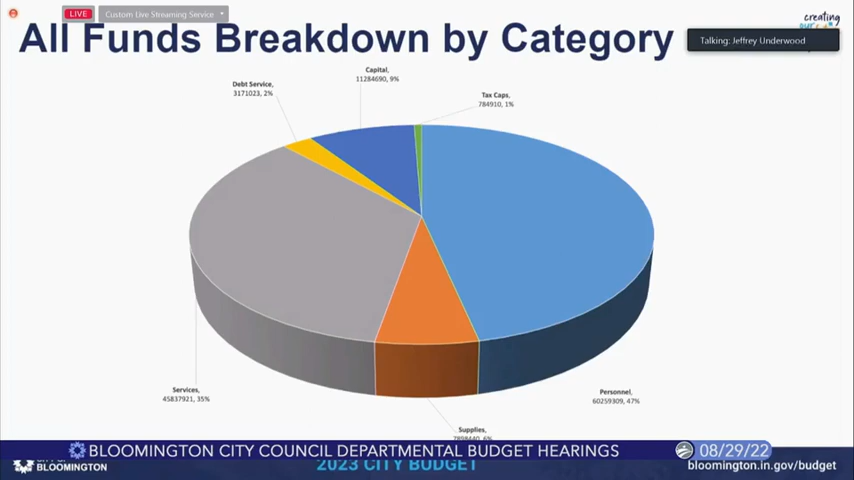 LIVE
Custom Live Streaming Service
creating
All Funds Breakdown by Category
Talking: Jeffrey Underwood
Capital,
11284690, 9%
Debt Service,
3171023, 2%
Tax Caps,
784910, 1%
Services,
45837921, 35%
Personnel,
60259309, 47%
Supplies,
7898440, 6%
BLOOMINGTON CITY COUNCIL DEPARTMENTAL BUDGET HEARINGS
08/29/22
BLOOMINGTON
2023 CITY BUDGET
bloomington.in.gov/budget